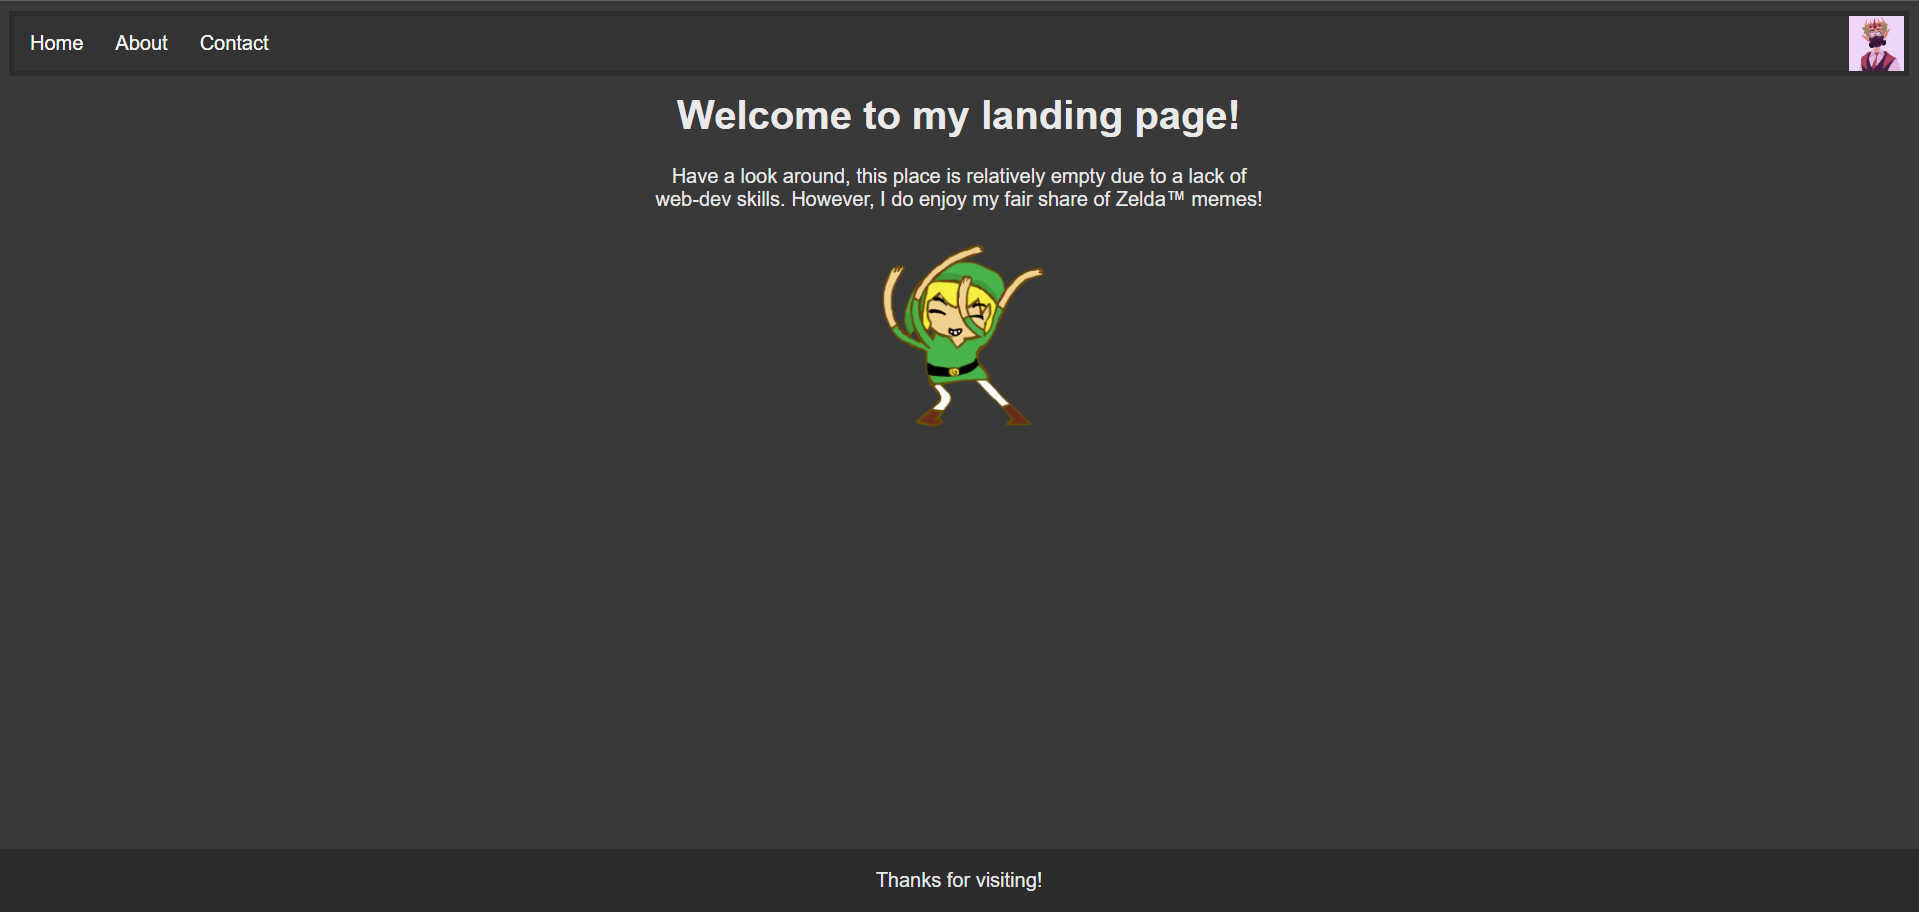 Home About Contact
Welcome to my landing page!
Have a look around, this place is relatively empty due to a lack of
web-dev skills. However, I do enjoy my fair share of Zelda™ memes!
Thanks for visiting!